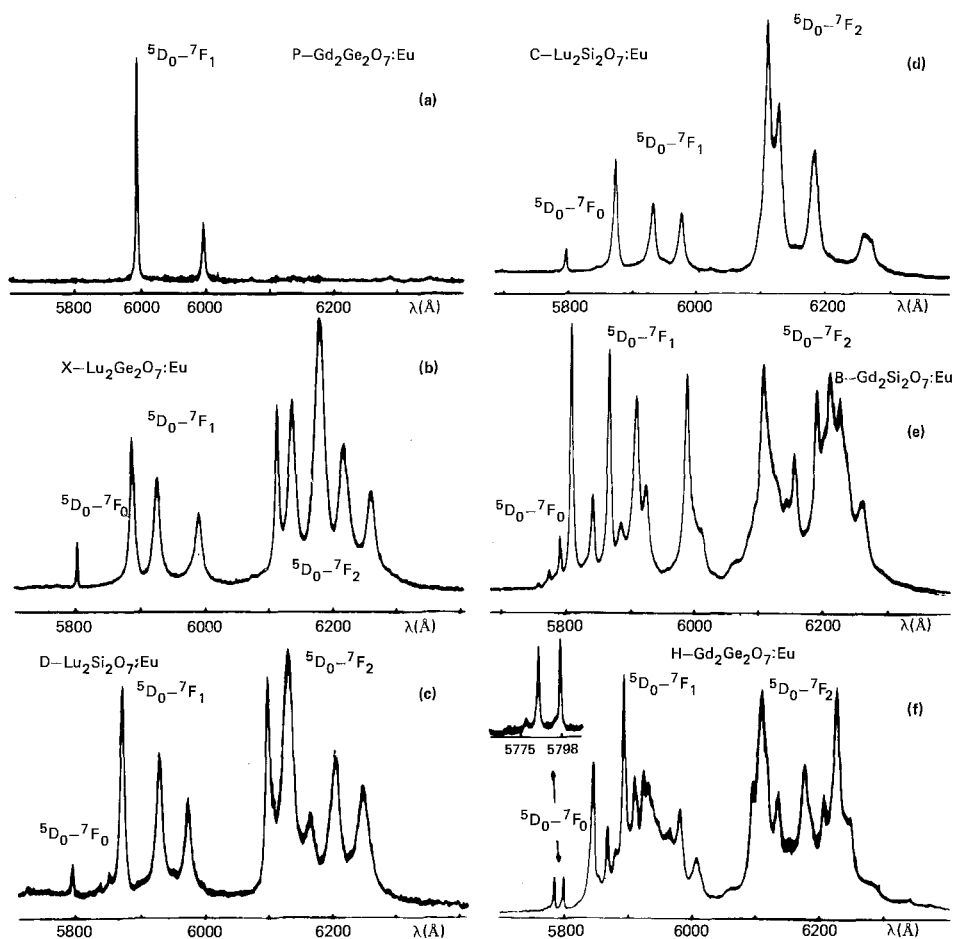 ⁵D₀–⁷F₁
P–Gd₂Ge₂O₇:Eu
(a)
5800 6000 6000 6200 λ(Å)
X–Lu₂Ge₂O₇:Eu
(b)
⁵D₀–⁷F₁
⁵D₀–⁷F₀
⁵D₀–⁷F₂
5800 6000 6200 λ(Å)
D–Lu₂Si₂O₇:Eu
⁵D₀–⁷F₂
⁵D₀–⁷F₁
(c)
⁵D₀–⁷F₀
5800 6000 6200 λ(Å)
⁵D₀–⁷F₂
C–Lu₂Si₂O₇:Eu
(d)
⁵D₀–⁷F₁
⁵D₀–⁷F₀
5800 6000 6200 λ(Å)
⁵D₀–⁷F₁
⁵D₀–⁷F₂
B–Gd₂Si₂O₇:Eu
(e)
⁵D₀–⁷F₀
5800 6000 6200 λ(Å)
H–Gd₂Ge₂O₇:Eu
⁵D₀–⁷F₁
⁵D₀–⁷F₂
(f)
5775 5798
⁵D₀–⁷F₀
5800 6000 6200 λ(Å)